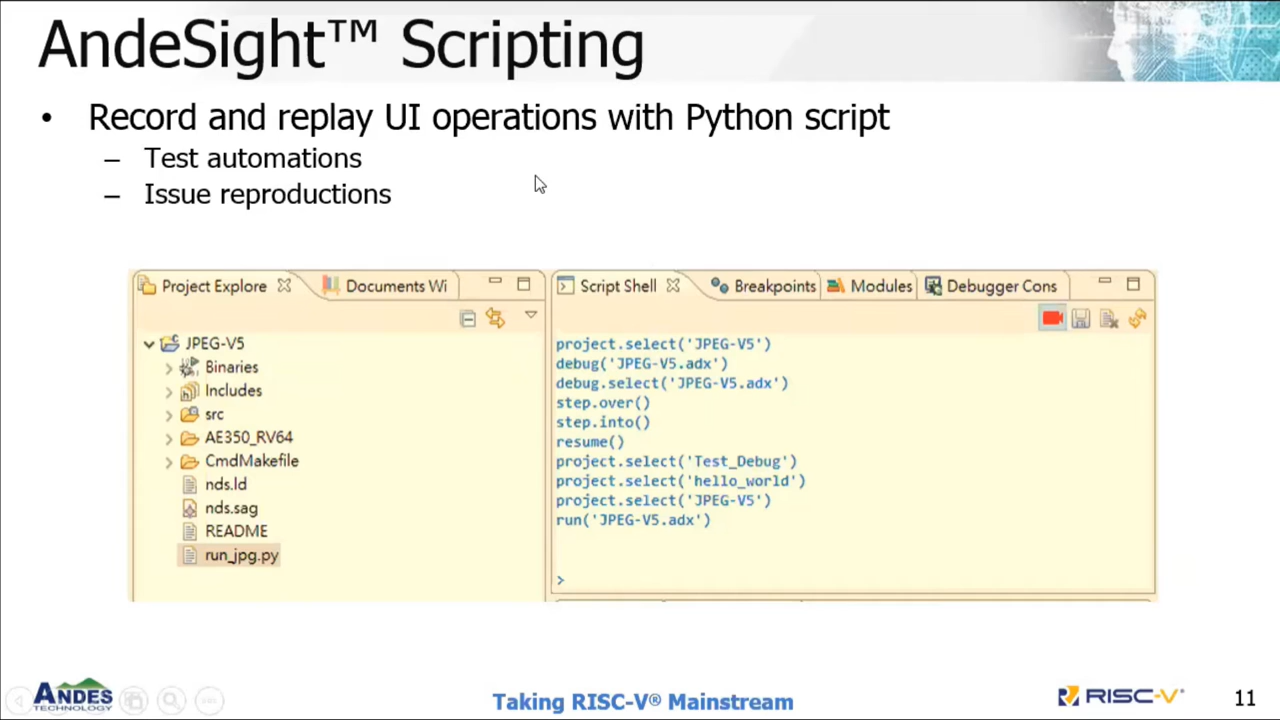 AndeSight™ Scripting
• Record and replay UI operations with Python script
– Test automations
– Issue reproductions
Project Explore
Documents Wi
JPEG-V5
Binaries
Includes
src
AE350_RV64
CmdMakefile
nds.ld
nds.sag
README
run_jpg.py
Script Shell
Breakpoints
Modules
Debugger Cons
project.select('JPEG-V5')
debug('JPEG-V5.adx')
debug.select('JPEG-V5.adx')
step.over()
step.into()
resume()
project.select('Test_Debug')
project.select('hello_world')
project.select('JPEG-V5')
run('JPEG-V5.adx')
>
ANDES
TECHNOLOGY
Taking RISC-V® Mainstream
RISC-V®
11